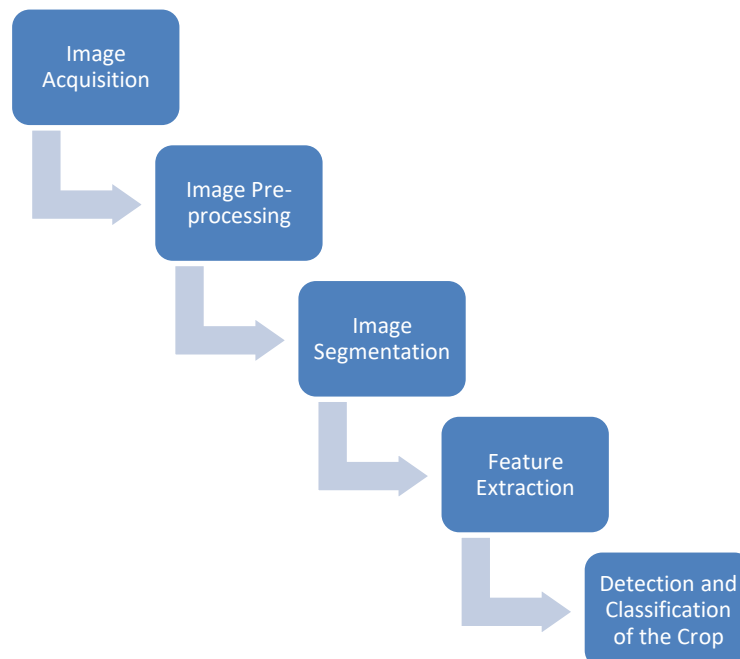 Image
Acquisition
Image Pre-
processing
Image
Segmentation
Feature
Extraction
Detection and
Classification
of the Crop